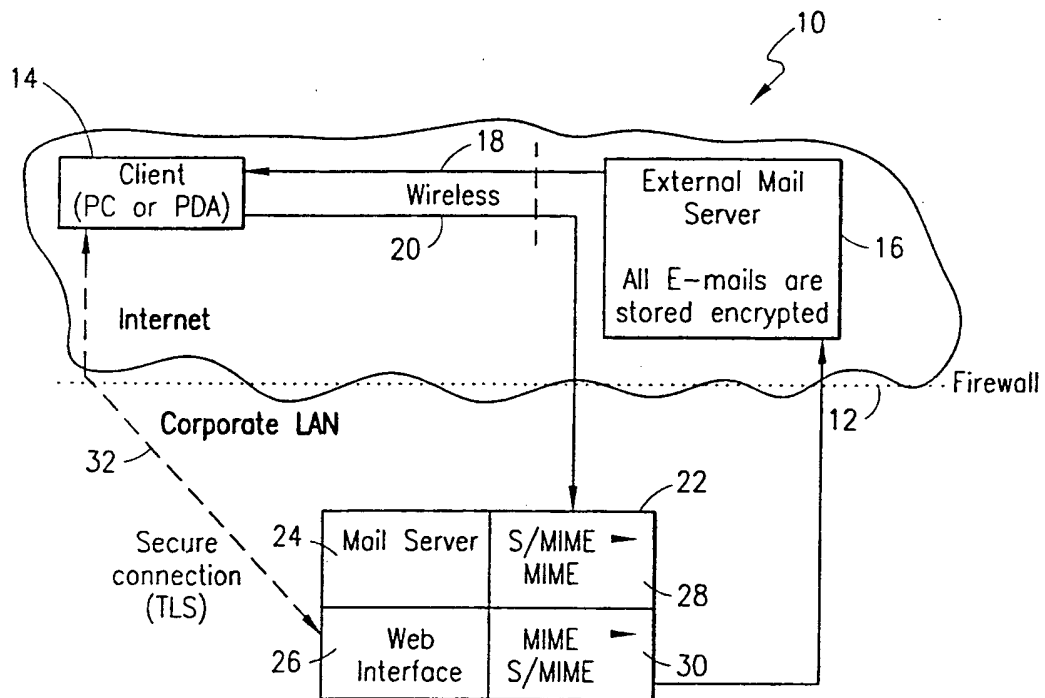 10
14
18
Client
(PC or PDA)
Wireless
20
External Mail
Server
All E-mails are
stored encrypted
16
Internet
Firewall
12
Corporate LAN
32
22
Secure
connection
(TLS)
24
Mail Server
S/MIME
MIME
28
26
Web
Interface
MIME
S/MIME
30